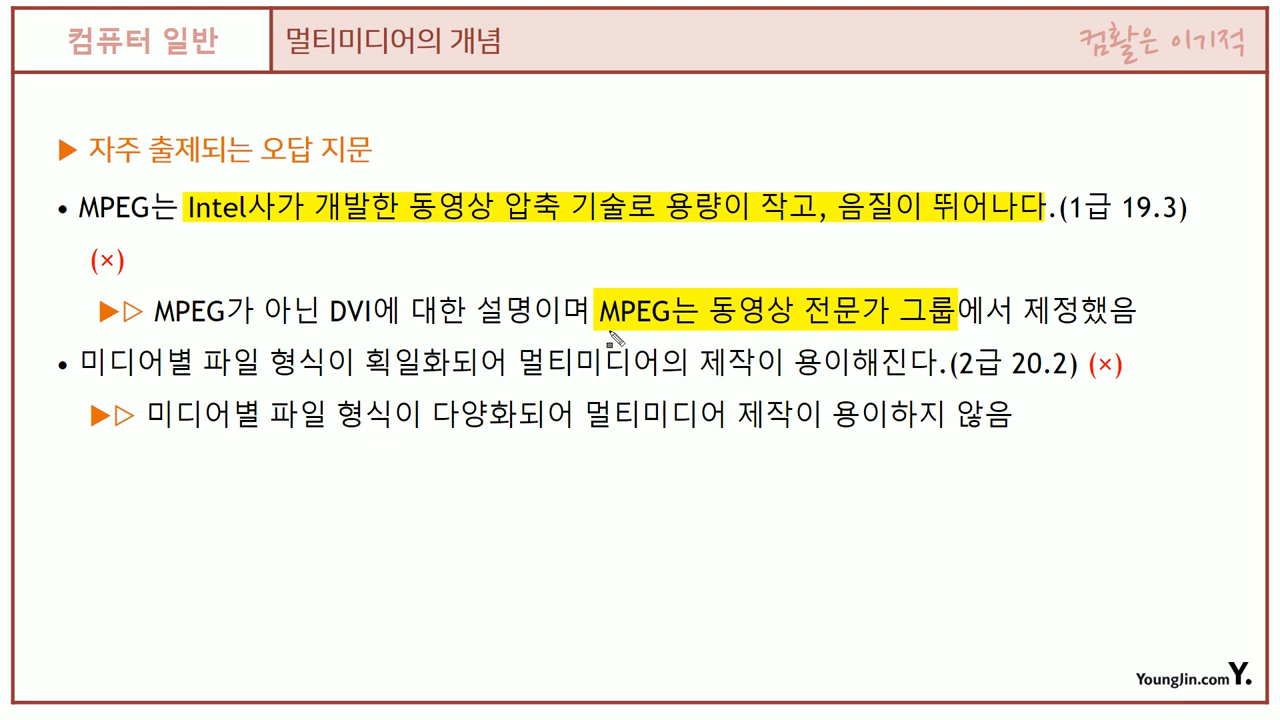 컴퓨터 일반
멀티미디어의 개념
컴활은 이기적
▶ 자주 출제되는 오답 지문
• MPEG는 Intel사가 개발한 동영상 압축 기술로 용량이 작고, 음질이 뛰어나다.(1급 19.3)
(×)
▶▷ MPEG가 아닌 DVI에 대한 설명이며 MPEG는 동영상 전문가 그룹에서 제정했음
• 미디어별 파일 형식이 획일화되어 멀티미디어의 제작이 용이해진다.(2급 20.2) (×)
▶▷ 미디어별 파일 형식이 다양화되어 멀티미디어 제작이 용이하지 않음
YoungJin.com Y.